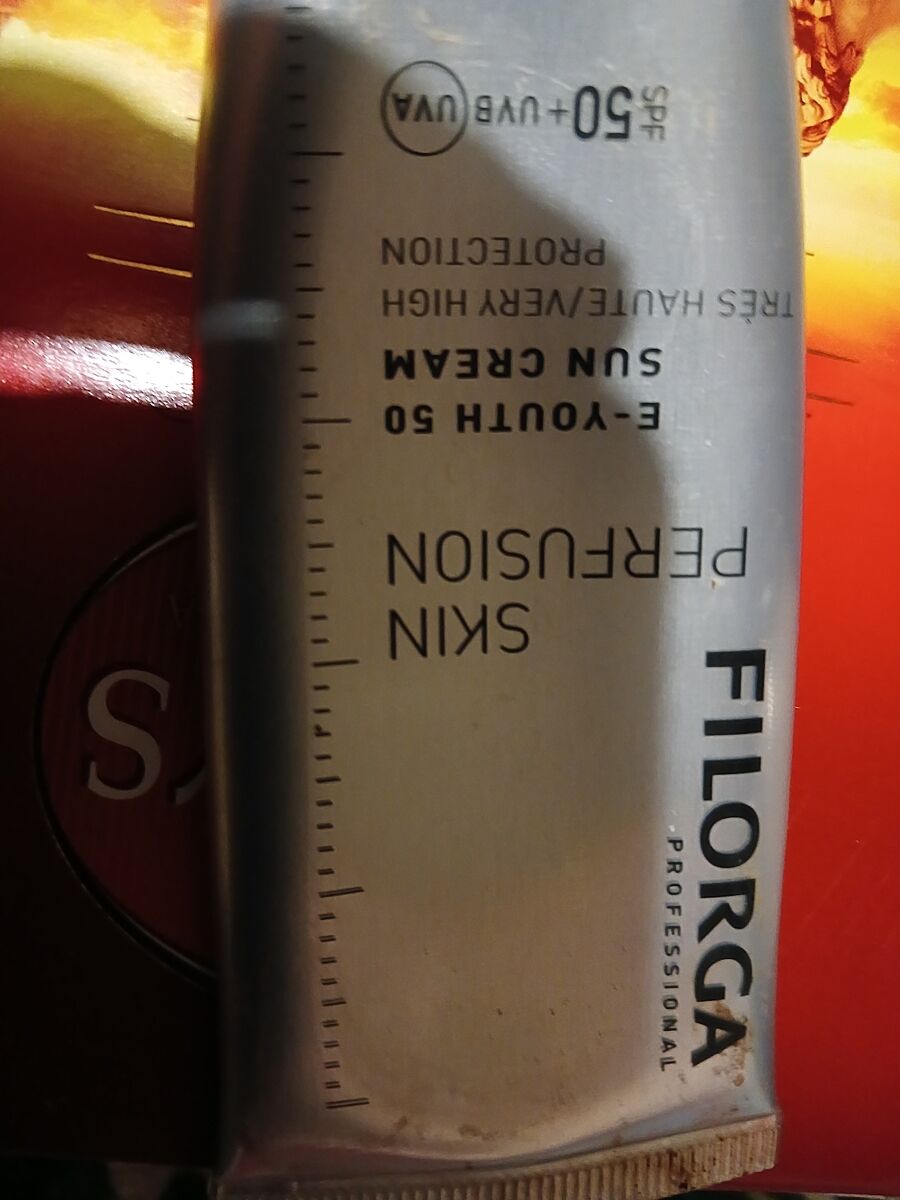 FILORGA
PROFESSIONAL
SKIN
PERFUSION
E-YOUTH 50
SUN CREAM
TRÈS HAUTE/VERY HIGH
PROTECTION
SPF 50+UVB UVA